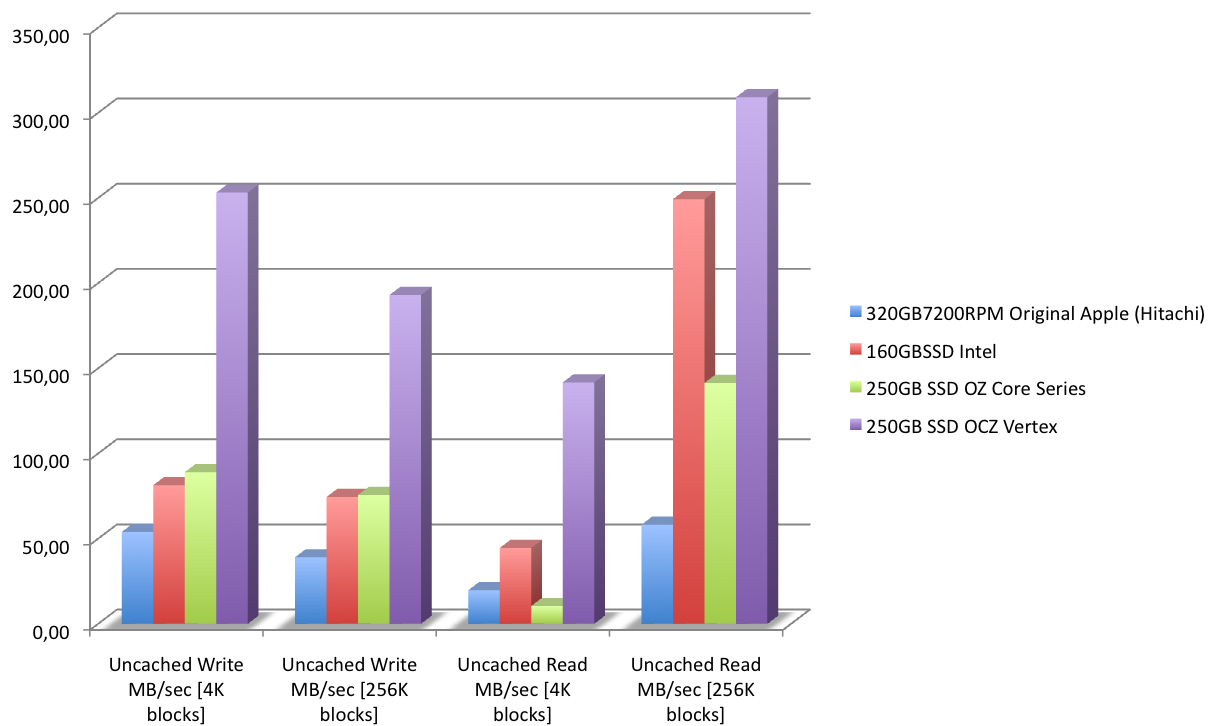 350,00
300,00
250,00
200,00
150,00
100,00
50,00
0,00
Uncached Write
MB/sec [4K
blocks]
Uncached Write
MB/sec [256K
blocks]
Uncached Read
MB/sec [4K
blocks]
Uncached Read
MB/sec [256K
blocks]
320GB7200RPM Original Apple (Hitachi)
160GBSSD Intel
250GB SSD OZ Core Series
250GB SSD OCZ Vertex